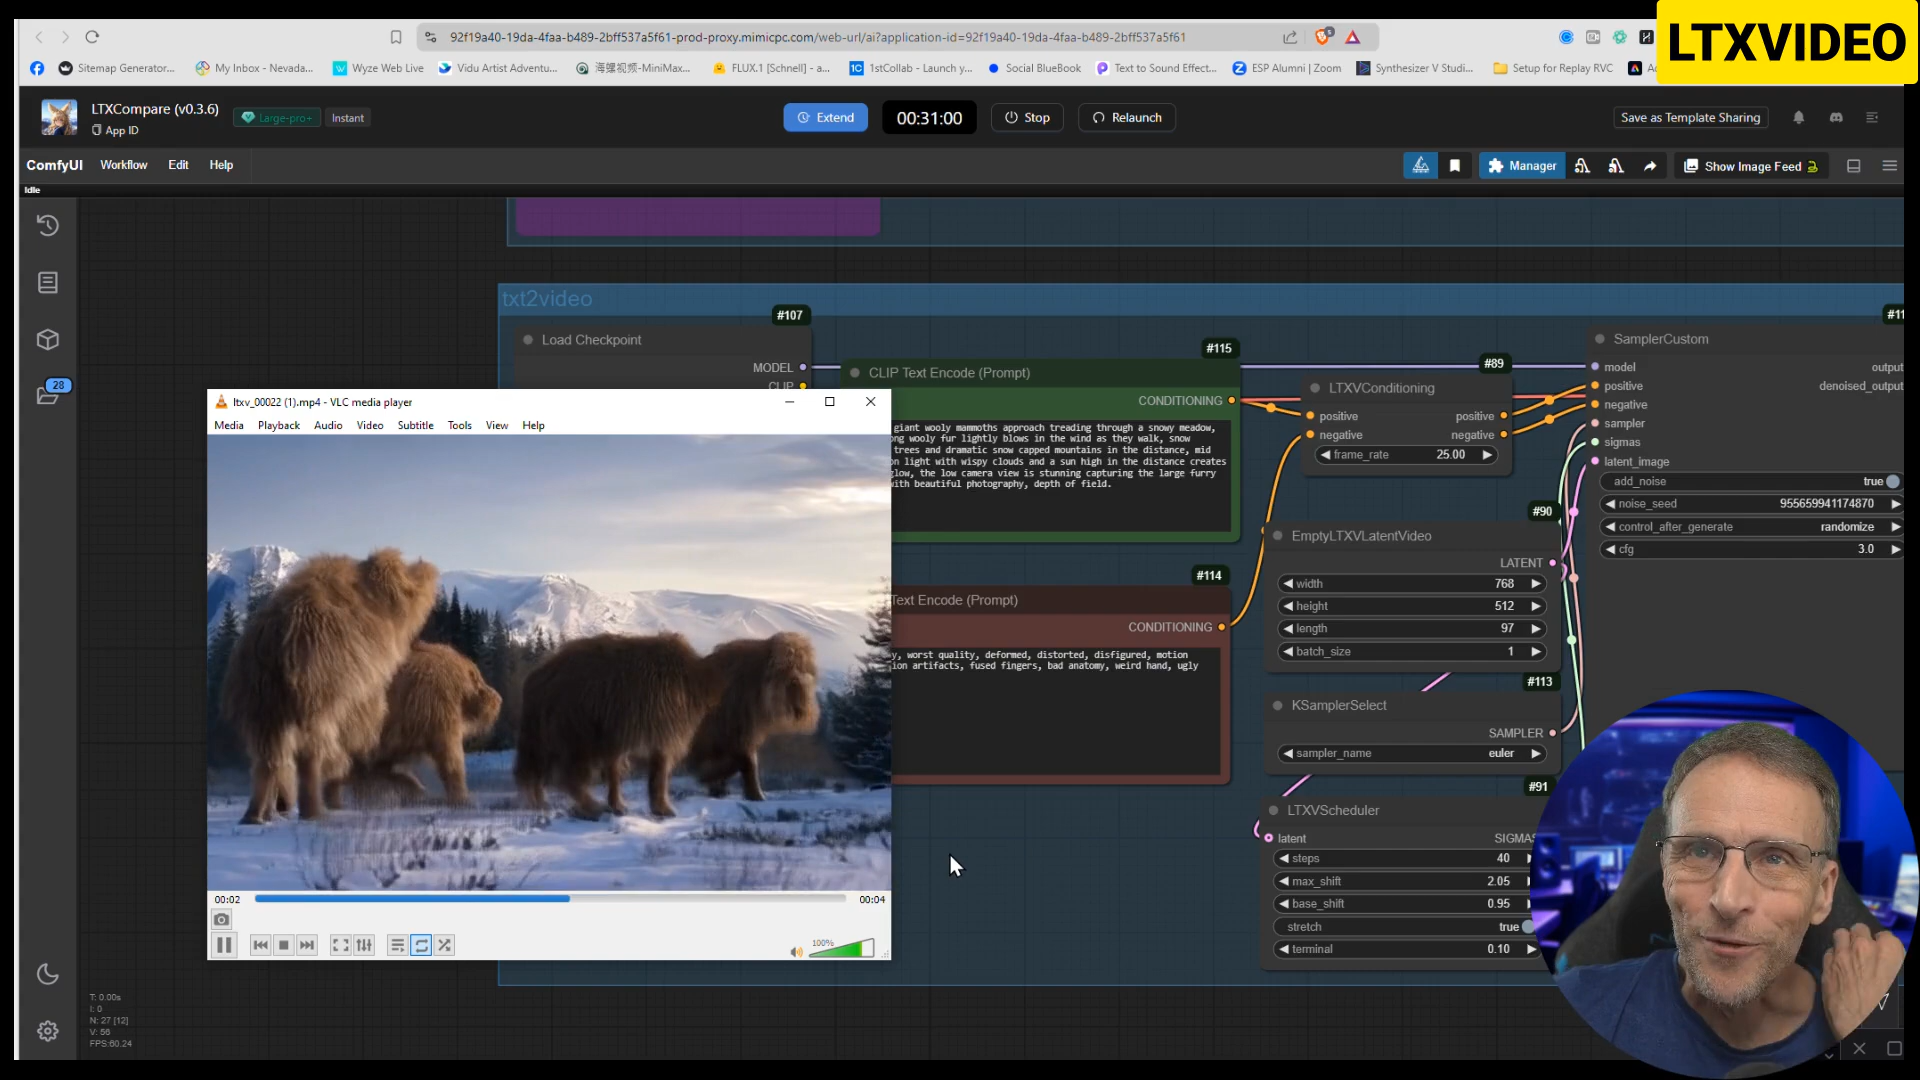 LTXVIDEO
92f19a40-19da-4faa-b489-2bff537a5f61-prod-proxy.mimicpc.com/web-url/ai?application-id=92f19a40-19da-4faa-b489-2bff537a5f61
Sitemap Generator...
My Inbox - Nevada...
Wyze Web Live
Vidu Artist Adventu...
海螺视频-MiniMax...
FLUX.1 [Schnell] - a...
1stCollab - Launch y...
Social BlueBook
Text to Sound Effect...
ESP Alumni | Zoom
Synthesizer V Studi...
Setup for Replay RVC
LTXCompare (v0.3.6)
App ID
Large-pro+
Instant
Extend
00:31:00
Stop
Relaunch
Save as Template Sharing
ComfyUI
Workflow
Edit
Help
Manager
Show Image Feed
Idle
28
txt2video
#107
Load Checkpoint
MODEL
CLIP
#115
CLIP Text Encode (Prompt)
CONDITIONING
giant wooly mammoths approach treading through a snowy meadow,
ng wooly fur lightly blows in the wind as they walk, snow
trees and dramatic snow capped mountains in the distance, mid
n light with wispy clouds and a sun high in the distance creates
glow, the low camera view is stunning capturing the large furry
with beautiful photography, depth of field.
#114
Text Encode (Prompt)
CONDITIONING
y, worst quality, deformed, distorted, disfigured, motion
ion artifacts, fused fingers, bad anatomy, weird hand, ugly
#89
LTXVConditioning
positive
positive
negative
negative
frame_rate
25.00
#90
EmptyLTXVLatentVideo
LATENT
width
768
height
512
length
97
batch_size
1
#113
KSamplerSelect
SAMPLER
sampler_name
euler
#91
LTXVScheduler
latent
SIGMAS
steps
40
max_shift
2.05
base_shift
0.95
stretch
true
terminal
0.10
#11
SamplerCustom
model
output
positive
denoised_output
negative
sampler
sigmas
latent_image
add_noise
true
noise_seed
955659941174870
control_after_generate
randomize
cfg
3.0
ltxv_00022 (1).mp4 - VLC media player
Media
Playback
Audio
Video
Subtitle
Tools
View
Help
00:02
00:04
100%
T: 0.00s
I: 0
N: 27 [12]
V: 56
FPS:60.24